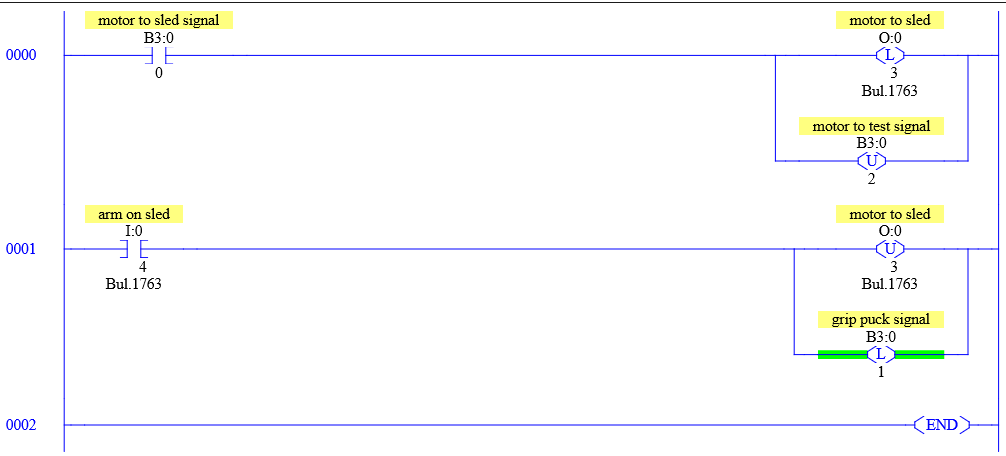 motor to sled signal
B3:0
0000
0
motor to sled
O:0
L
3
Bul.1763
motor to test signal
B3:0
U
2
arm on sled
I:0
0001
4
Bul.1763
motor to sled
O:0
U
3
Bul.1763
grip puck signal
B3:0
L
1
0002
END